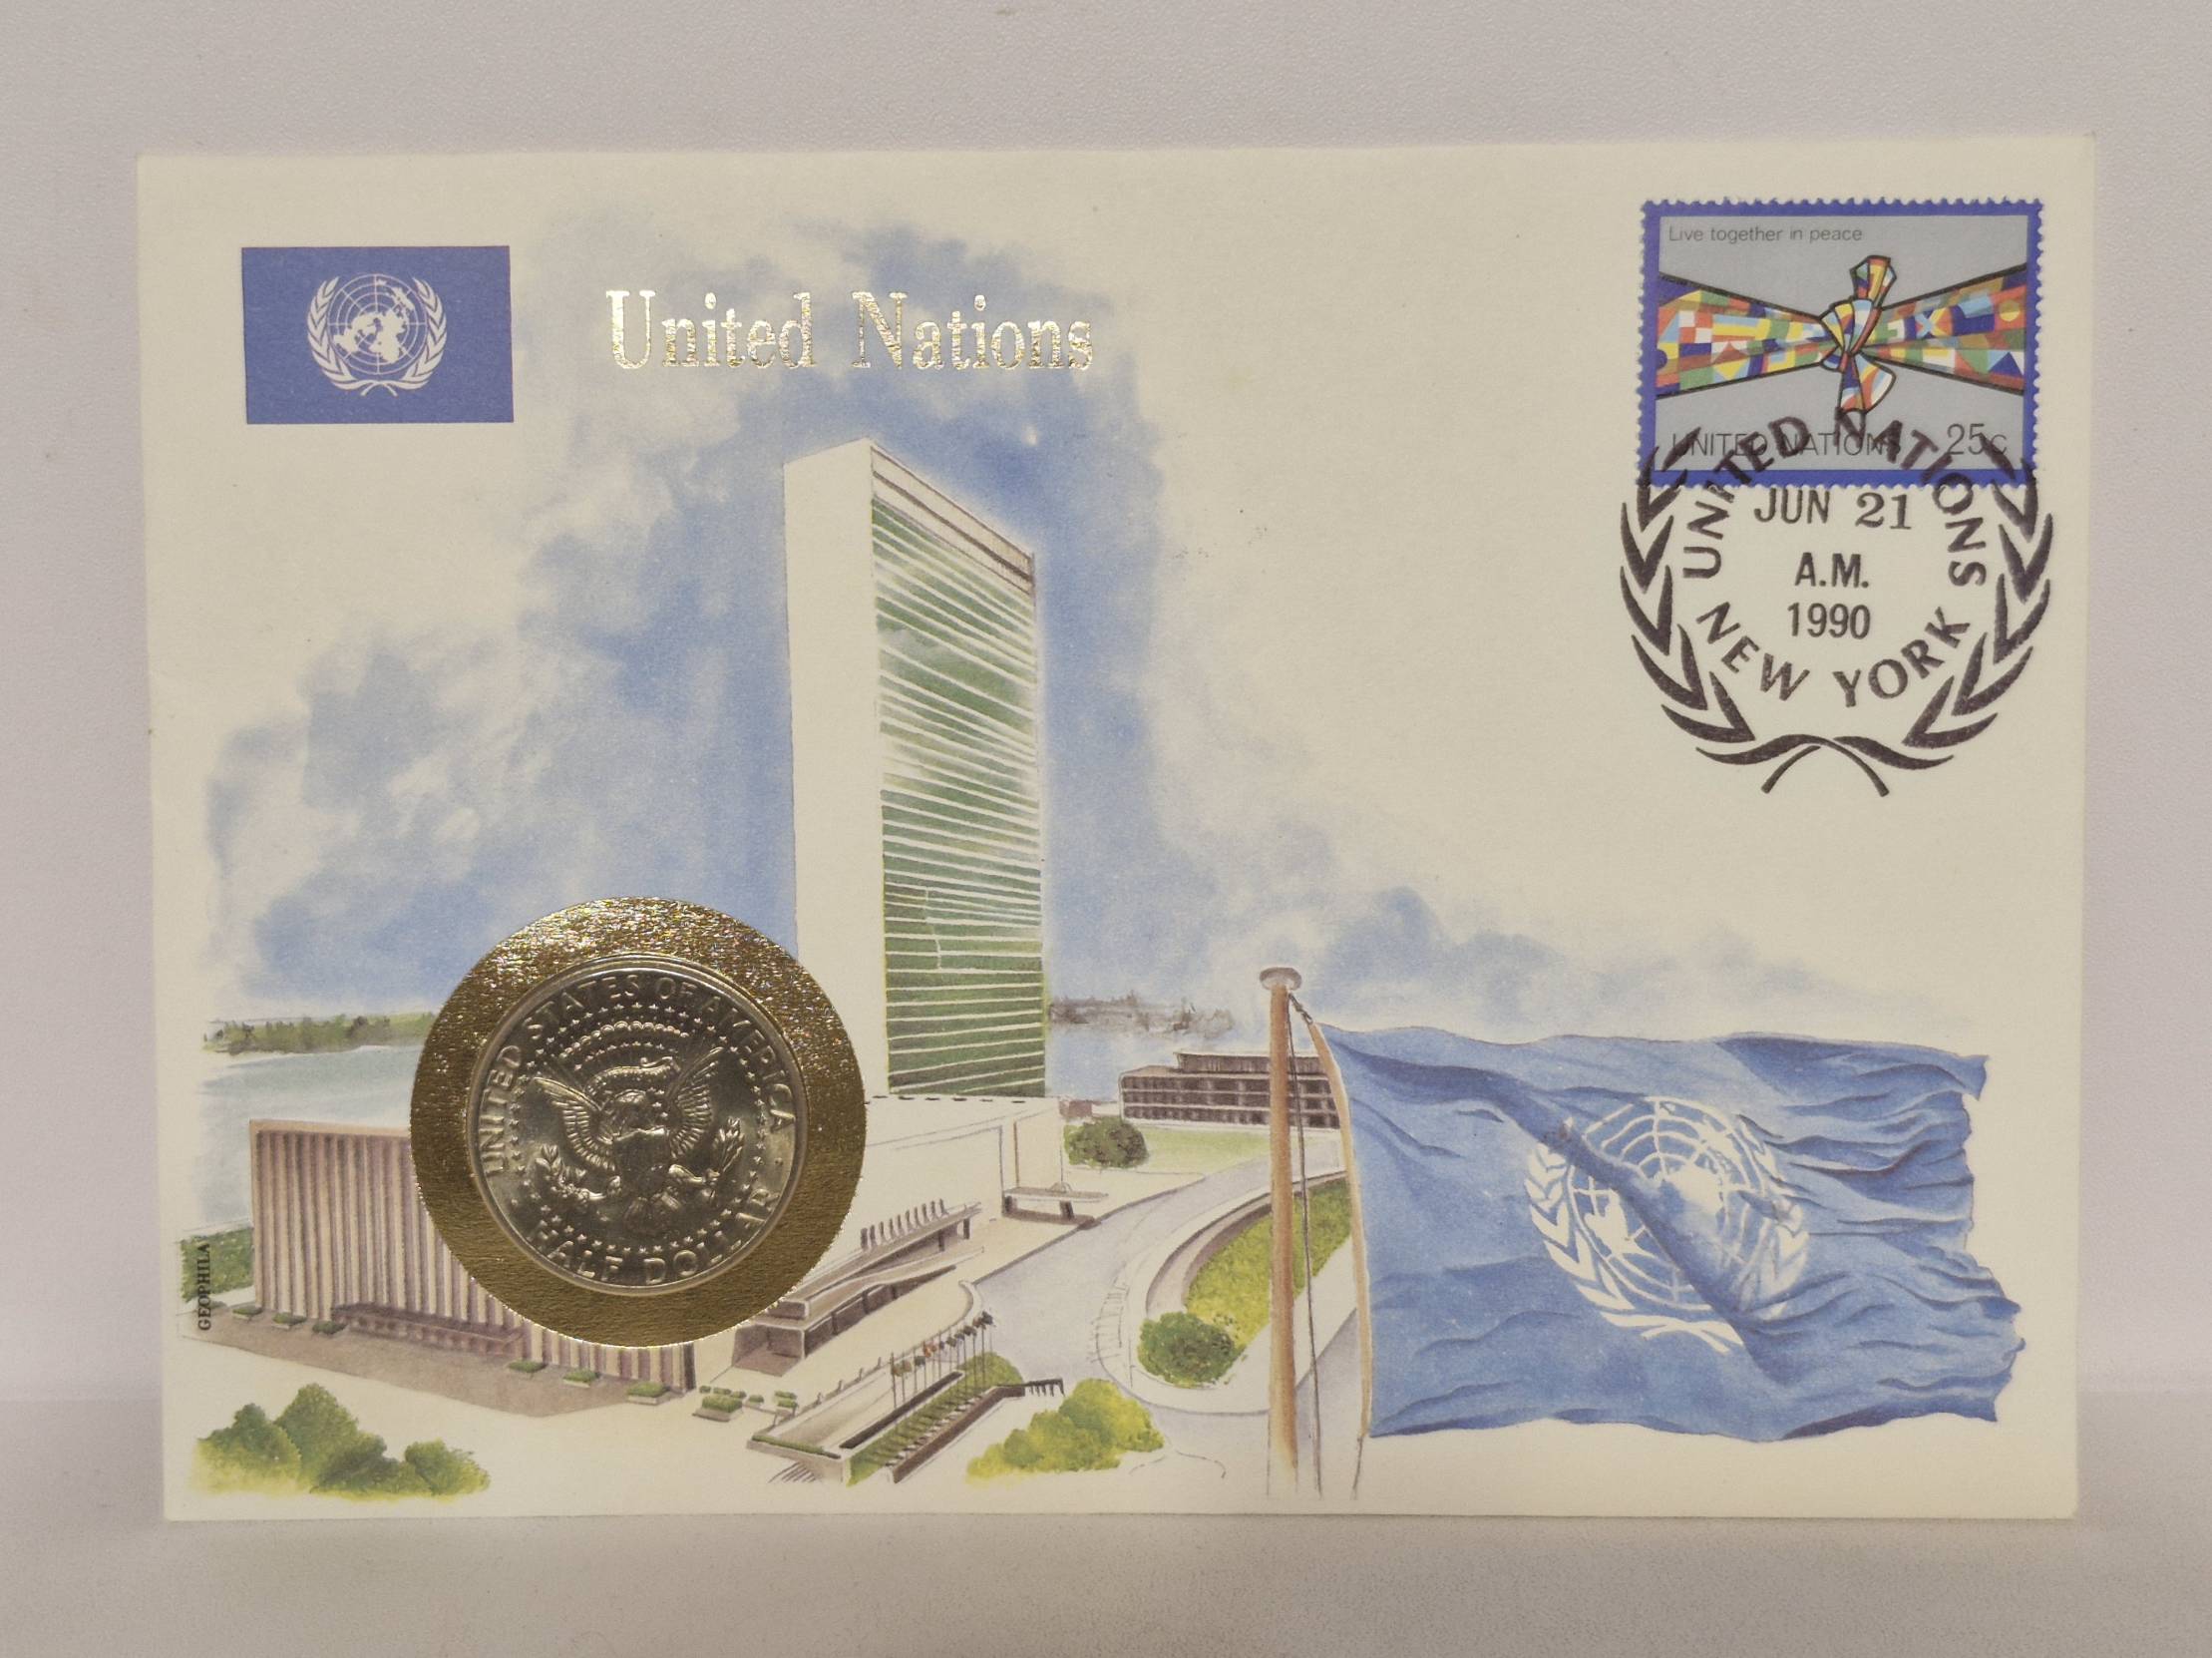 United Nations
Live together in peace
UNITED NATIONS 25c
UNITED NATIONS
JUN 21
A.M.
1990
NEW YORK
UNITED STATES OF AMERICA
HALF DOLLAR
GEOPHILA